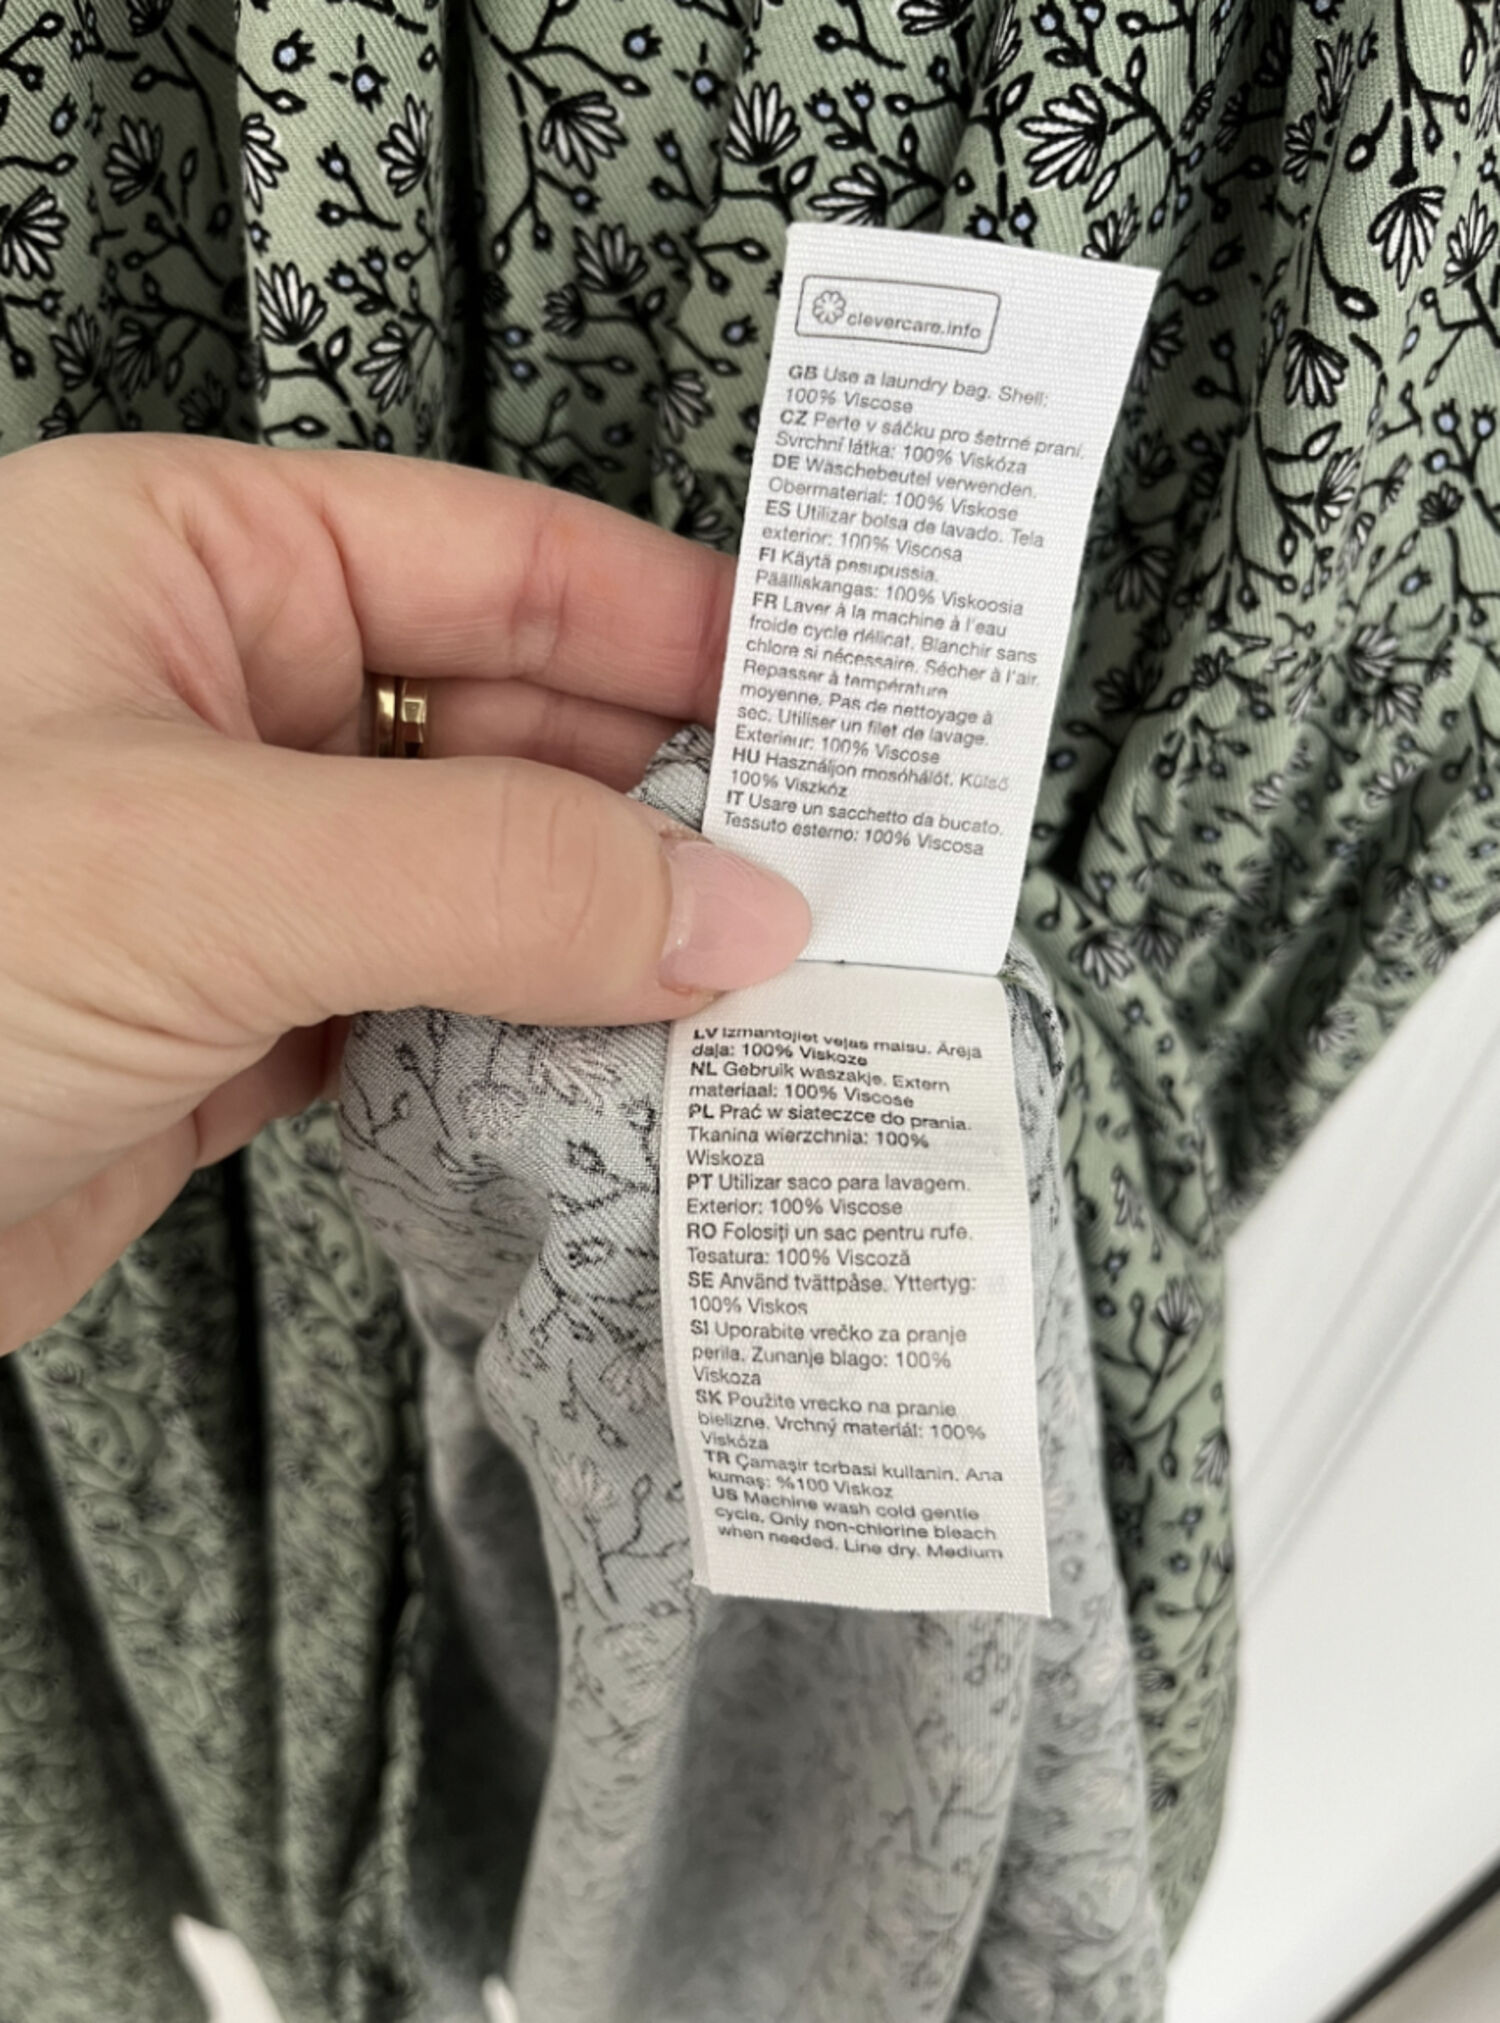 clevercare.info
GB Use a laundry bag. Shell:
100% Viscose
CZ Perte v sáčku pro šetrné praní.
Svrchní látka: 100% Viskóza
DE Wäschebeutel verwenden.
Obermaterial: 100% Viskose
ES Utilizar bolsa de lavado. Tela
exterior: 100% Viscosa
FI Käytä pesupussia.
Päälliskangas: 100% Viskoosia
FR Laver à la machine à l'eau
froide cycle délicat. Blanchir sans
chlore si nécessaire. Sécher à l'air.
Repasser à température
moyenne. Pas de nettoyage à
sec. Utiliser un filet de lavage.
Exterieur: 100% Viscose
HU Használjon mosóhálót. Külső
100% Viszkóz
IT Usare un sacchetto da bucato.
Tessuto esterno: 100% Viscosa
LV Izmantojiet veļas maisu. Ārējā
daļa: 100% Viskoze
NL Gebruik waszakje. Extern
materiaal: 100% Viscose
PL Prać w siateczce do prania.
Tkanina wierzchnia: 100%
Wiskoza
PT Utilizar saco para lavagem.
Exterior: 100% Viscose
RO Folosiţi un sac pentru rufe.
Tesatura: 100% Viscoză
SE Använd tvättpåse. Yttertyg:
100% Viskos
SI Uporabite vrečko za pranje
perila. Zunanje blago: 100%
Viskoza
SK Použite vrecko na pranie
bielizne. Vrchný materiál: 100%
Viskóza
TR Çamaşir torbasi kullanin. Ana
kumaş: %100 Viskoz
US Machine wash cold gentle
cycle. Only non-chlorine bleach
when needed. Line dry. Medium